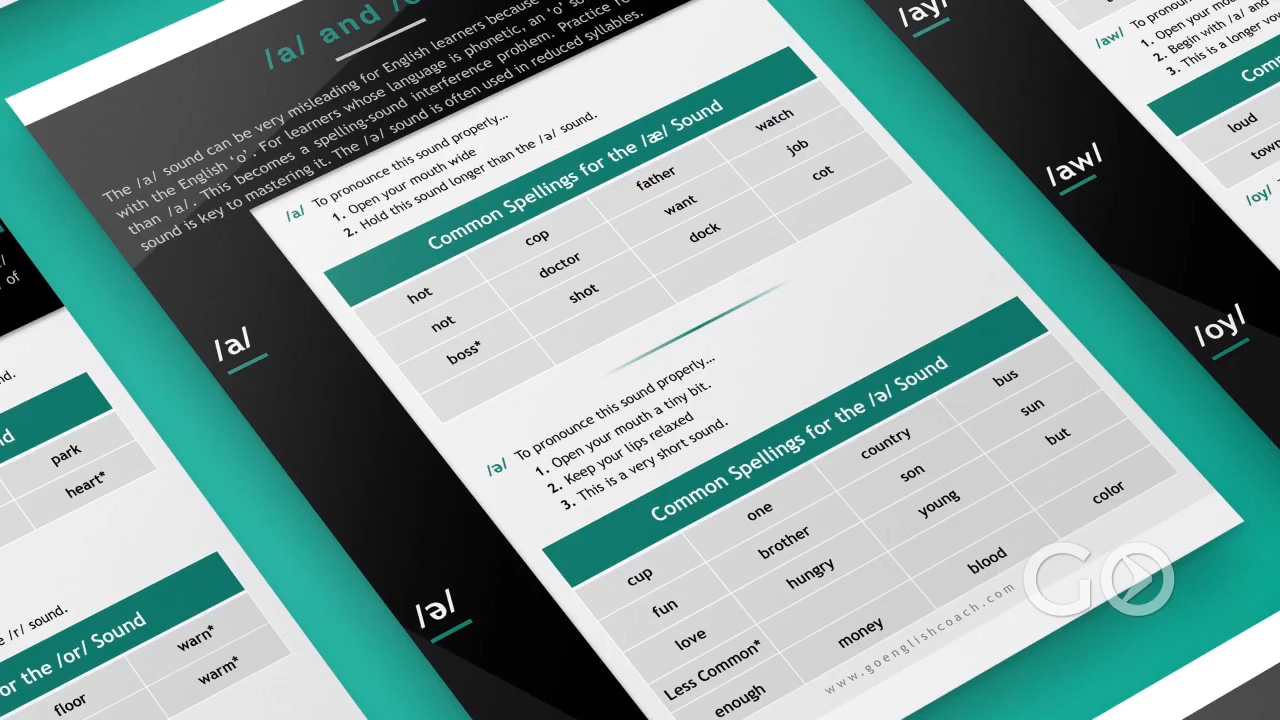 /a/ and /
The /a/ sound can be very misleading for English learners because
with the English ‘o’. For learners whose language is phonetic, an ‘o’
than /a/. This becomes a spelling-sound interference problem. Practice
sound is key to mastering it. The /ə/ sound is often used in reduced syllables.
/a/
/a/ To pronounce this sound properly...
1. Open your mouth wide
2. Hold this sound longer than the /ə/ sound.
Common Spellings for the /æ/ Sound
hot cop father watch
not doctor want job
boss* shot dock cot
/ə/
/ə/ To pronounce this sound properly...
1. Open your mouth a tiny bit.
2. Keep your lips relaxed
3. This is a very short sound.
Common Spellings for the /ə/ Sound
cup one country bus
fun brother son sun
love hungry young but
Less Common*
enough money blood color
www.goenglishcoach.com
GO
of
park
heart*
/r/ sound.
the /or/ Sound
floor warn*
warm*
/ay/
/aw/
/oy/
/aw/ To
1. Open your
2. Begin with /a/ and
3. This is a longer
loud
town
/oy/